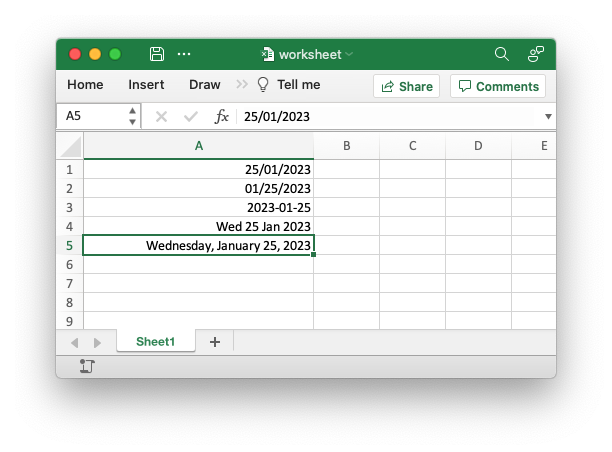 worksheet
Home Insert Draw Tell me Share Comments
A5 fx 25/01/2023
A B C D E
1 25/01/2023
2 01/25/2023
3 2023-01-25
4 Wed 25 Jan 2023
5 Wednesday, January 25, 2023
6
7
8
9
Sheet1